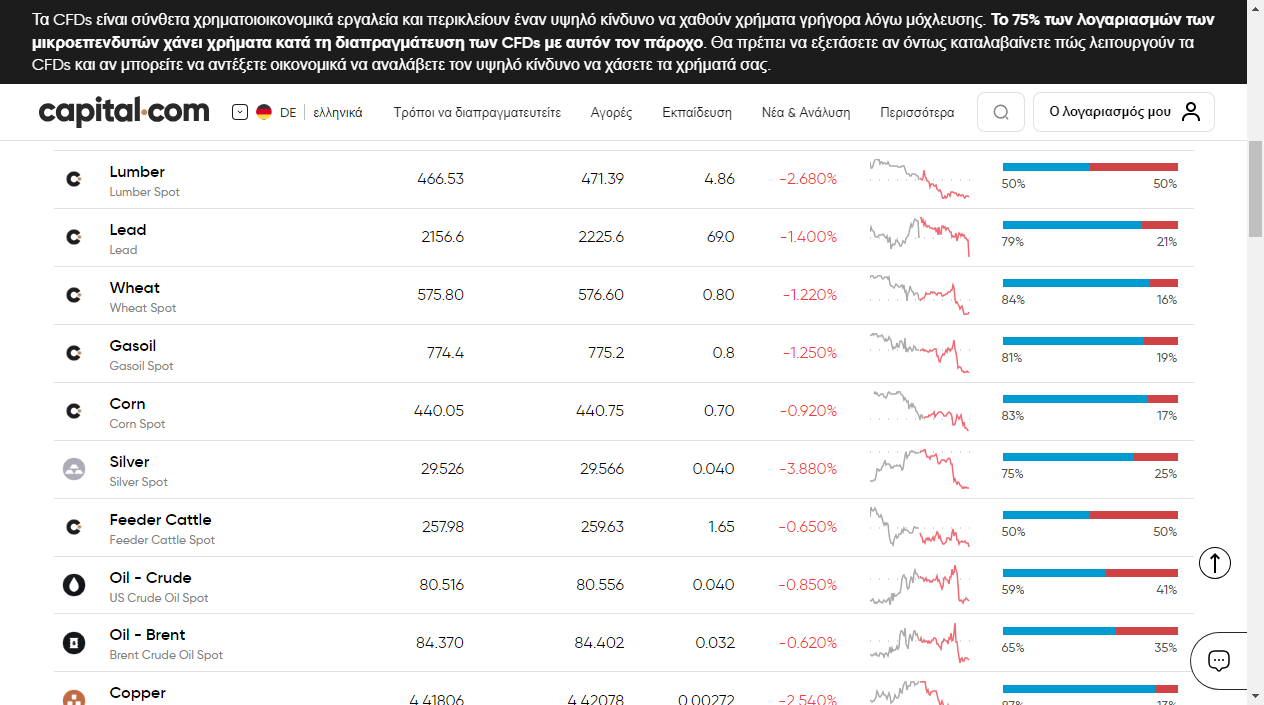 Τα CFDs είναι σύνθετα χρηματοιοικονομικά εργαλεία και περικλείουν έναν υψηλό κίνδυνο να χαθούν χρήματα γρήγορα λόγω μόχλευσης. Το 75% των λογαριασμών των
μικροεπενδυτών χάνει χρήματα κατά τη διαπραγμάτευση των CFDs με αυτόν τον πάροχο. Θα πρέπει να εξετάσετε αν όντως καταλαβαίνετε πώς λειτουργούν τα
CFDs και αν μπορείτε να αντέξετε οικονομικά να αναλάβετε τον υψηλό κίνδυνο να χάσετε τα χρήματά σας.
capital.com DE ελληνικά Τρόποι να διαπραγματευτείτε Αγορές Εκπαίδευση Νέα & Ανάλυση Περισσότερα Ο λογαριασμός μου
Lumber 466.53 471.39 4.86 -2.680%
Lumber Spot 50% 50%
Lead 2156.6 2225.6 69.0 -1.400%
Lead 79% 21%
Wheat 575.80 576.60 0.80 -1.220%
Wheat Spot 84% 16%
Gasoil 774.4 775.2 0.8 -1.250%
Gasoil Spot 81% 19%
Corn 440.05 440.75 0.70 -0.920%
Corn Spot 83% 17%
Silver 29.526 29.566 0.040 -3.880%
Silver Spot 75% 25%
Feeder Cattle 257.98 259.63 1.65 -0.650%
Feeder Cattle Spot 50% 50%
Oil - Crude 80.516 80.556 0.040 -0.850%
US Crude Oil Spot 59% 41%
Oil - Brent 84.370 84.402 0.032 -0.620%
Brent Crude Oil Spot 65% 35%
Copper 4.41806 4.42078 0.00272 -2.540%